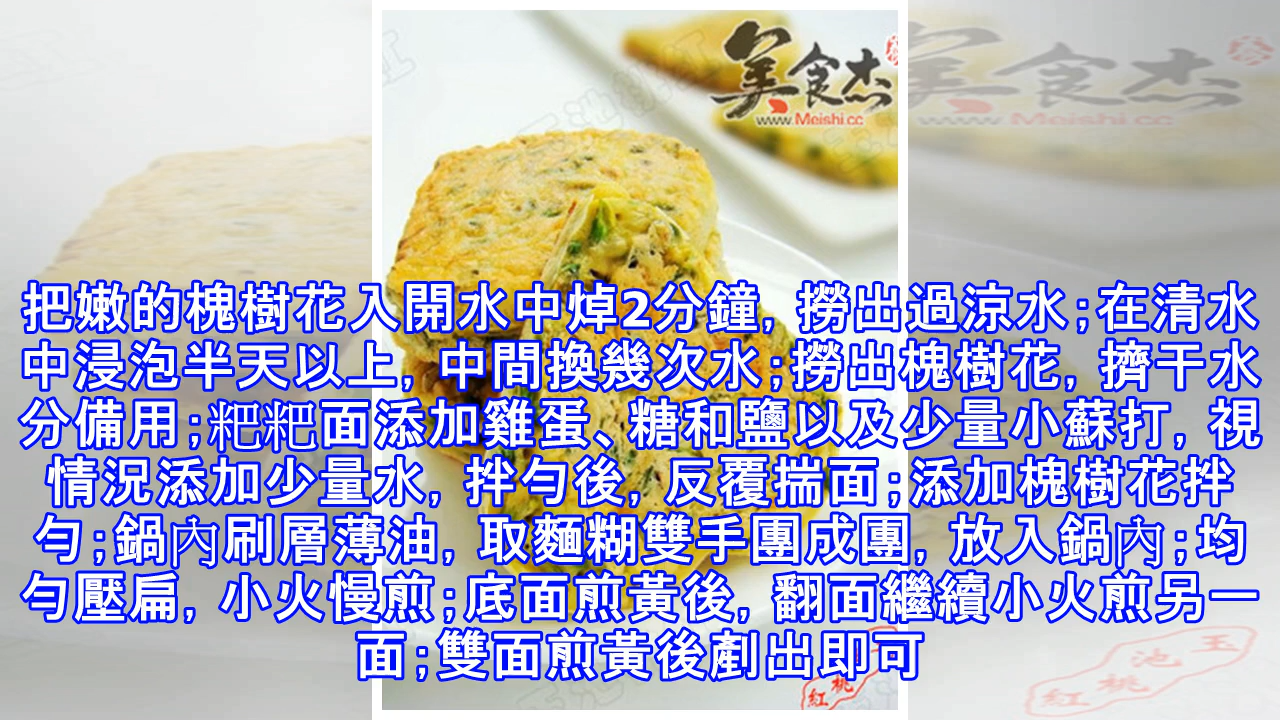 美食杰
www.Meishi.cc
把嫩的槐樹花入開水中焯2分鐘, 撈出過涼水;在清水
中浸泡半天以上, 中間換幾次水;撈出槐樹花, 擠干水
分備用;粑粑面添加雞蛋、糖和鹽以及少量小蘇打, 視
情況添加少量水, 拌勻後, 反覆揣面;添加槐樹花拌
勻;鍋內刷層薄油, 取麵糊雙手團成團, 放入鍋內;均
勻壓扁, 小火慢煎;底面煎黃後, 翻面繼續小火煎另一
面;雙面煎黃後剷出即可
玉池桃紅